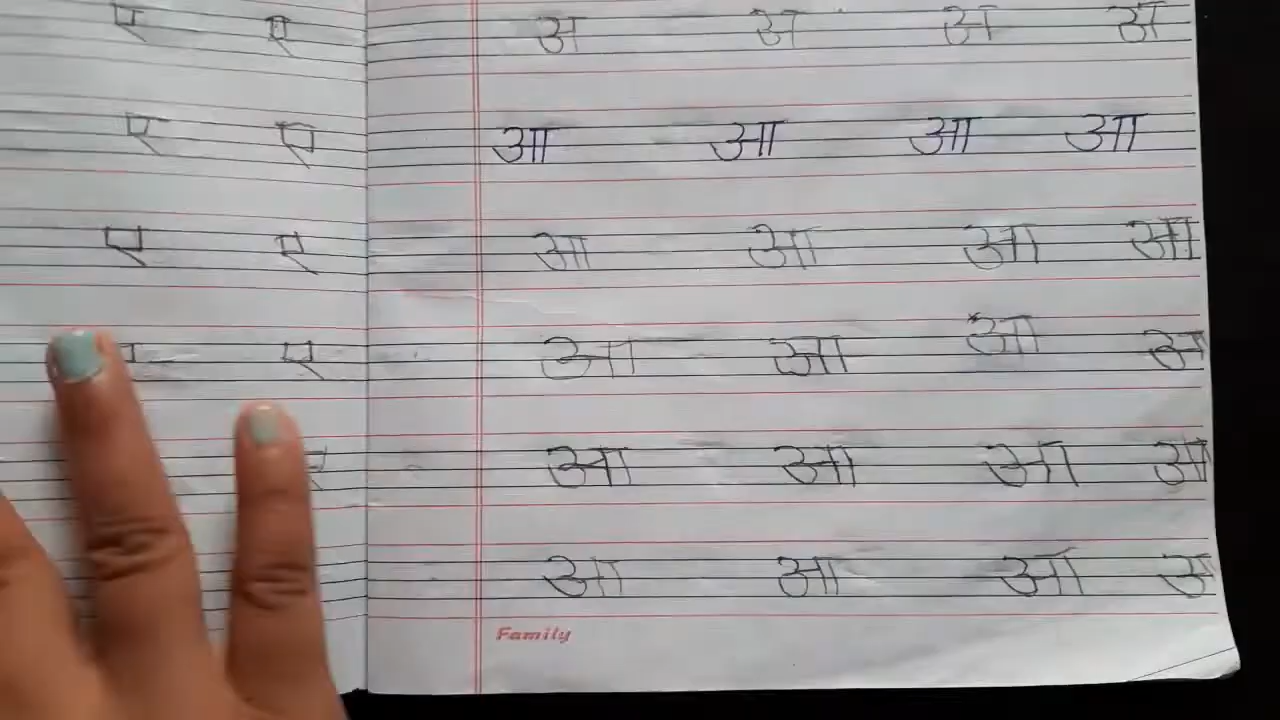 ए ए
ए ए
ए ए
ए ए
ए
अ अ अ अ
आ आ आ आ
आ आ आ आ
आ आ आ अ
आ आ आ आ
आ आ आ
Family